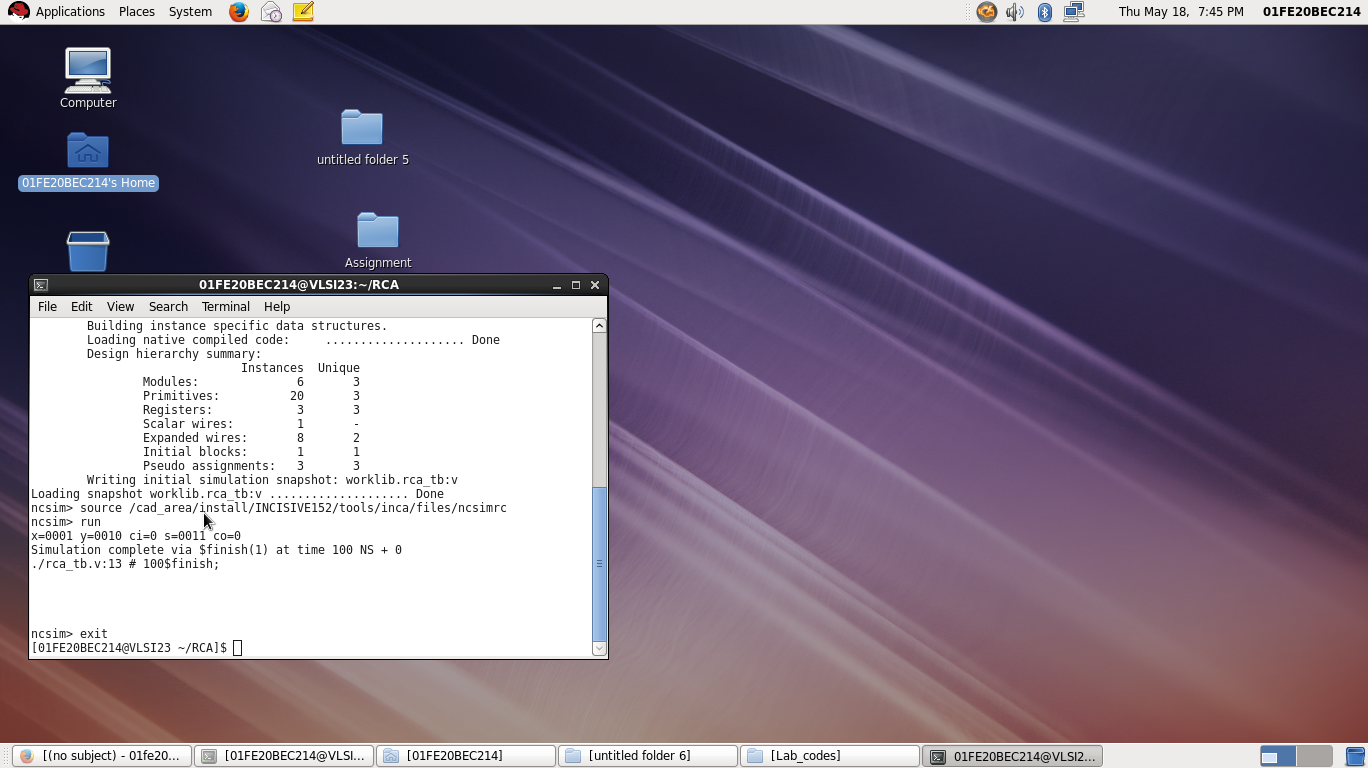 Applications Places System Thu May 18, 7:45 PM 01FE20BEC214
Computer
01FE20BEC214's Home
untitled folder 5
Assignment
01FE20BEC214@VLSI23:~/RCA
File Edit View Search Terminal Help
Building instance specific data structures.
Loading native compiled code: .................... Done
Design hierarchy summary:
Instances Unique
Modules: 6 3
Primitives: 20 3
Registers: 3 3
Scalar wires: 1 -
Expanded wires: 8 2
Initial blocks: 1 1
Pseudo assignments: 3 3
Writing initial simulation snapshot: worklib.rca_tb:v
Loading snapshot worklib.rca_tb:v .................... Done
ncsim> source /cad_area/install/INCISIVE152/tools/inca/files/ncsimrc
ncsim> run
x=0001 y=0010 ci=0 s=0011 co=0
Simulation complete via $finish(1) at time 100 NS + 0
./rca_tb.v:13 # 100$finish;
ncsim> exit
[01FE20BEC214@VLSI23 ~/RCA]$
[(no subject) - 01fe20... [01FE20BEC214@VLSI... [01FE20BEC214] [untitled folder 6] [Lab_codes] 01FE20BEC214@VLSI2...